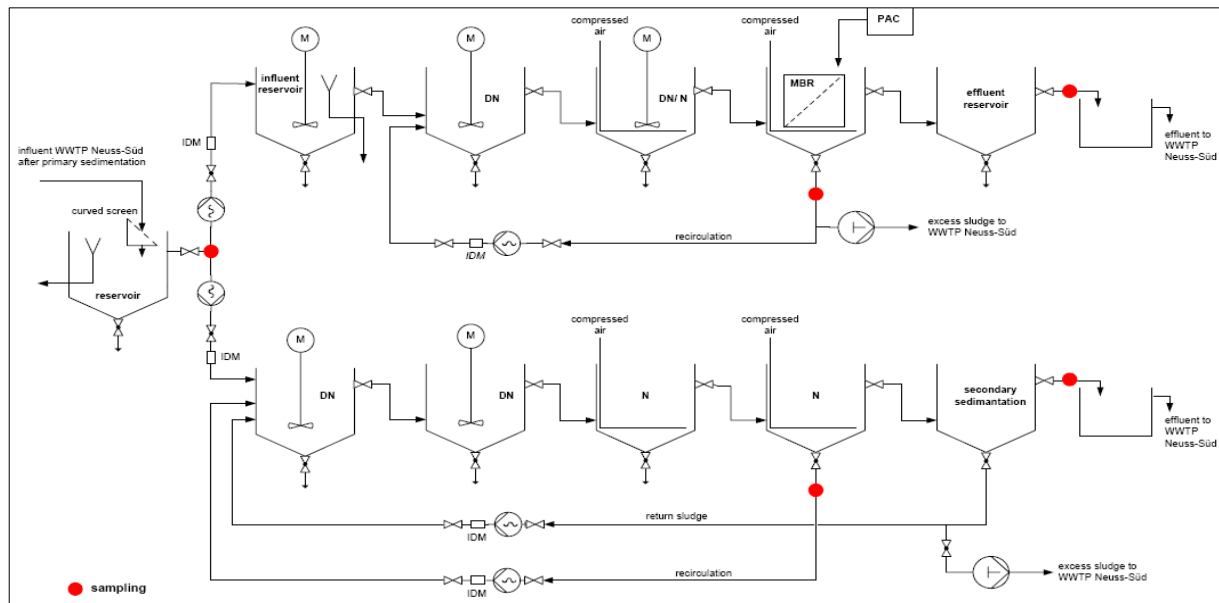 compressed
air
compressed
air
PAC
M
M
M
influent
reservoir
DN
DN/ N
MBR
effluent
reservoir
IDM
effluent to
WWTP
Neuss-Süd
influent WWTP Neuss-Süd
after primary sedimentation
curved screen
reservoir
recirculation
IDM
excess sludge to
WWTP Neuss-Süd
compressed
air
compressed
air
M
M
IDM
DN
DN
N
N
secondary
sedimantation
effluent to
WWTP
Neuss-Süd
return sludge
IDM
recirculation
IDM
excess sludge to
WWTP Neuss-Süd
sampling